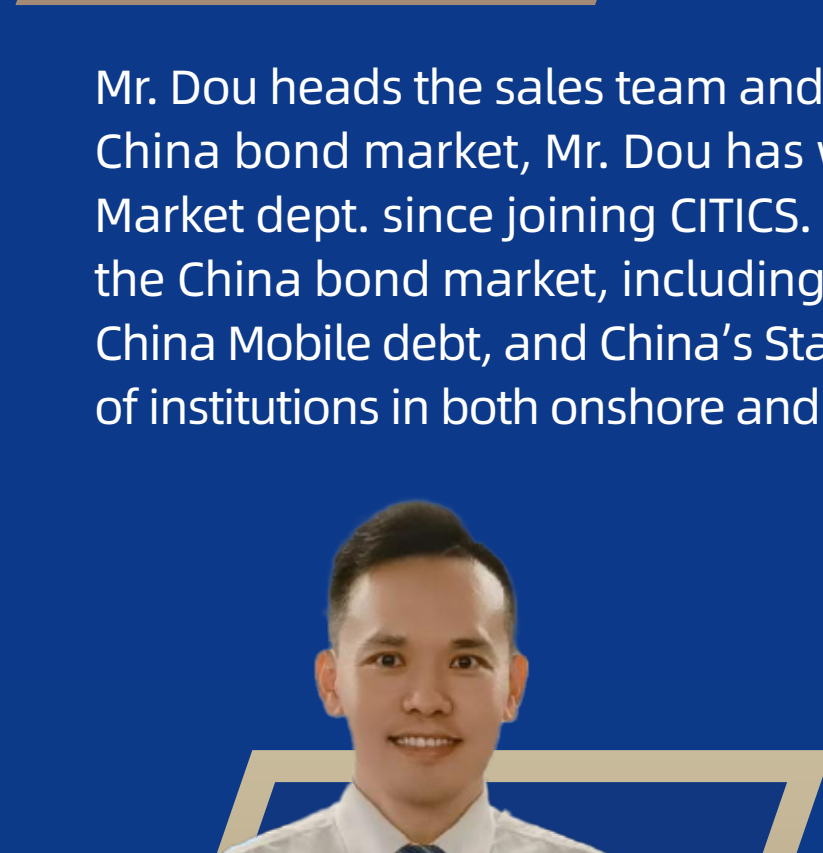 Mr. Dou heads the sales team and
China bond market, Mr. Dou has
Market dept. since joining CITICS.
the China bond market, including
China Mobile debt, and China’s Sta
of institutions in both onshore and